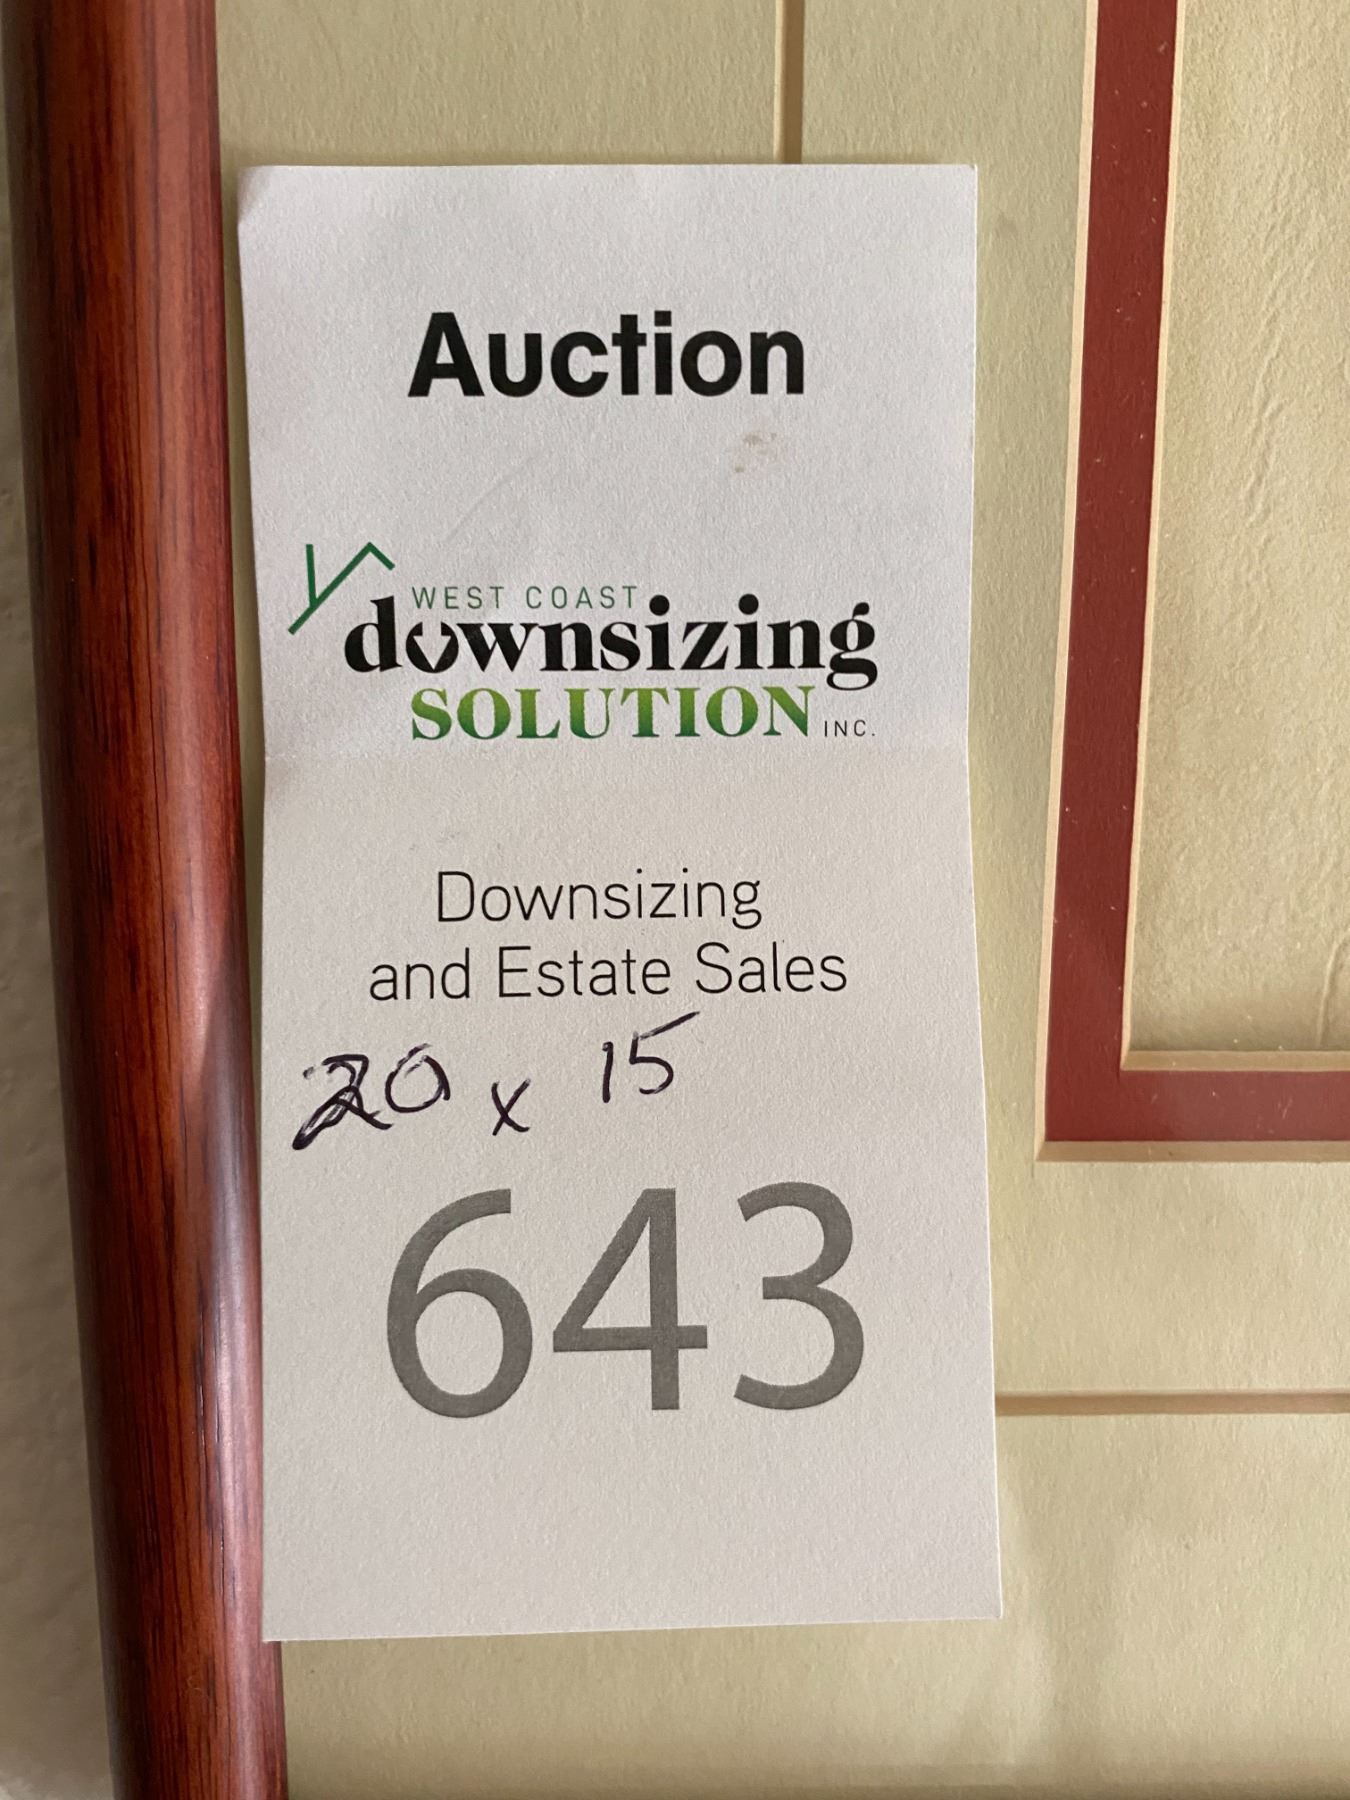 Auction
WEST COAST
downsizing
SOLUTION INC.
Downsizing
and Estate Sales
20 x 15
643